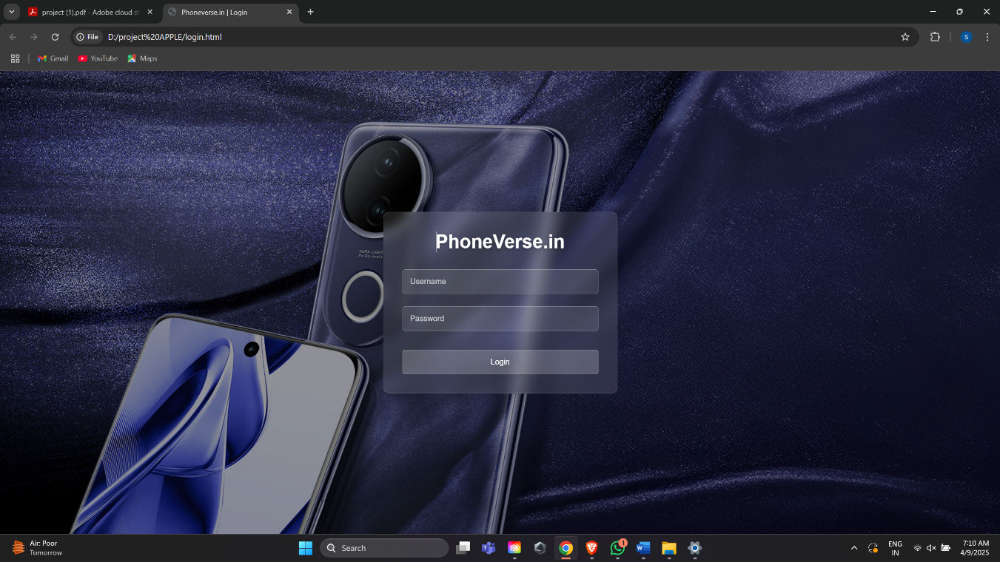 project (1).pdf - Adobe cloud st
Phoneverse.in | Login
File
D:/project%20APPLE/login.html
S
Gmail
YouTube
Maps
AURA LIGHT
PhoneVerse.in
Username
Password
Login
Air: Poor
Tomorrow
Search
1
ENG
IN
7:10 AM
4/9/2025